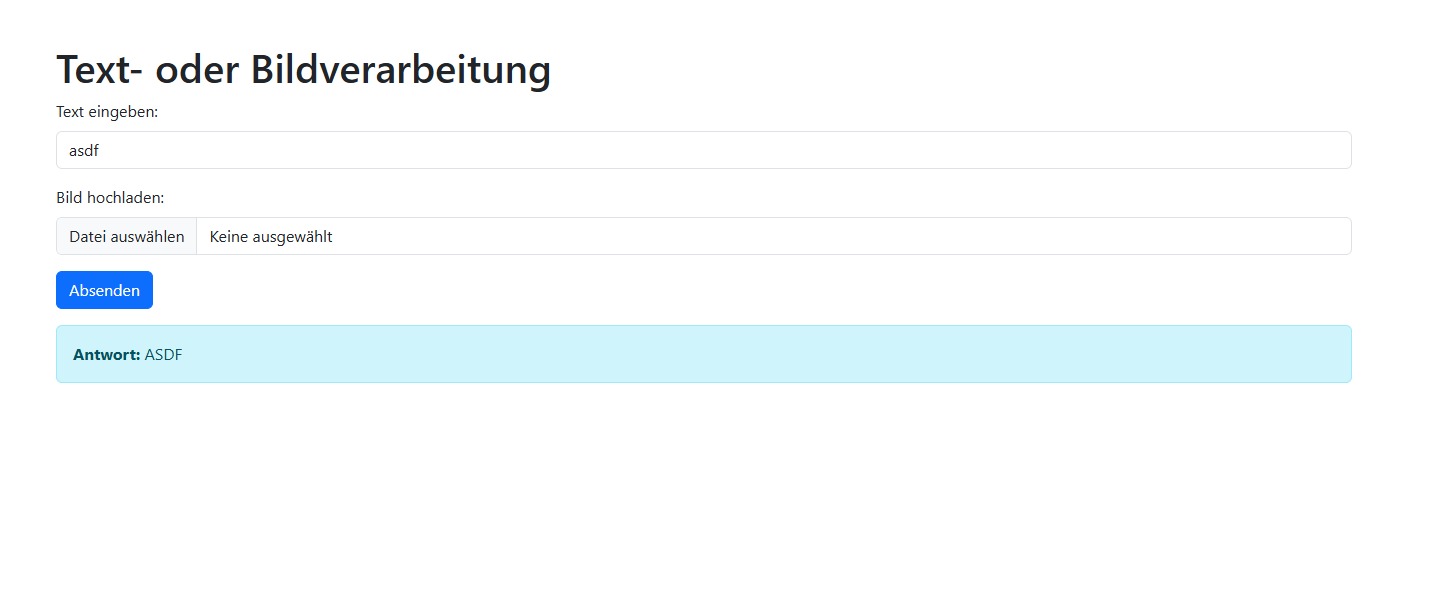 Text- oder Bildverarbeitung
Text eingeben:
asdf
Bild hochladen:
Datei auswählen Keine ausgewählt
Absenden
Antwort: ASDF